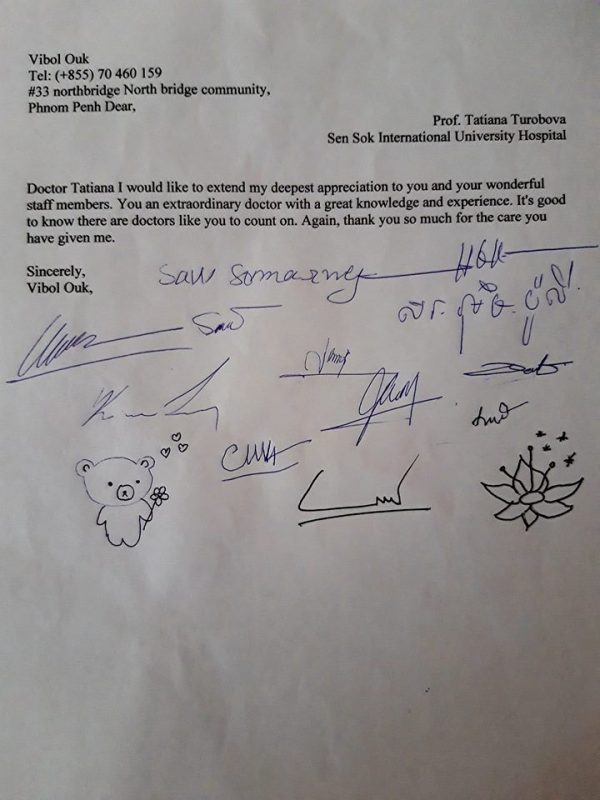 Vibol Ouk
Tel: (+855) 70 460 159
#33 northbridge North bridge community,
Phnom Penh Dear,
Prof. Tatiana Turobova
Sen Sok International University Hospital
Doctor Tatiana I would like to extend my deepest appreciation to you and your wonderful
staff members. You an extraordinary doctor with a great knowledge and experience. It's good
to know there are doctors like you to count on. Again, thank you so much for the care you
have given me.
Sincerely,
Vibol Ouk,
Saw